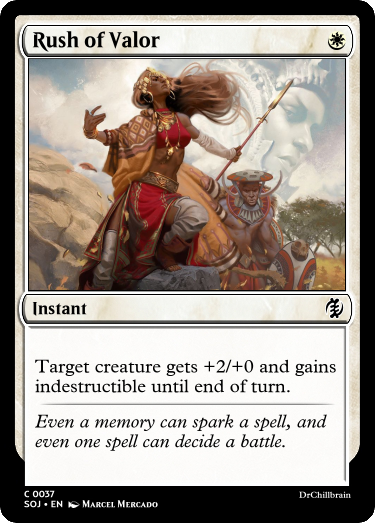 Rush of Valor
Instant
Target creature gets +2/+0 and gains
indestructible until end of turn.
Even a memory can spark a spell, and
even one spell can decide a battle.
C 0037
SOJ • EN Marcel Mercado
DrChillbrain